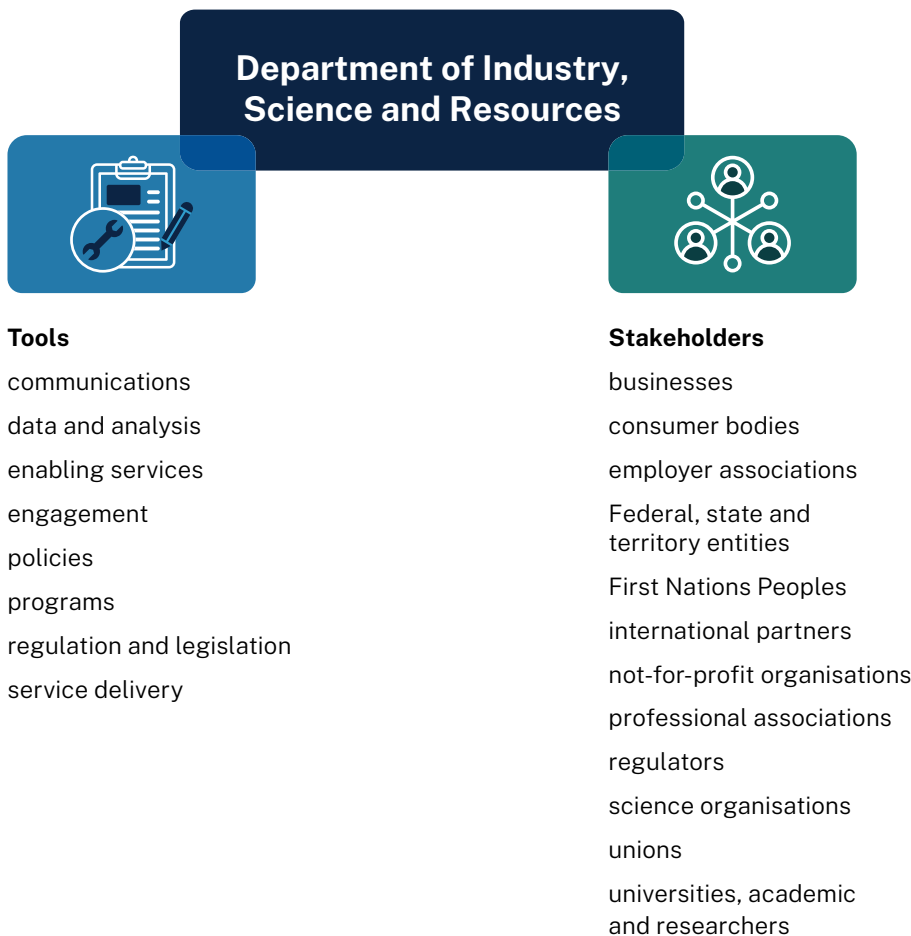 Department of Industry,
Science and Resources
Tools
communications
data and analysis
enabling services
engagement
policies
programs
regulation and legislation
service delivery
Stakeholders
businesses
consumer bodies
employer associations
Federal, state and
territory entities
First Nations Peoples
international partners
not-for-profit organisations
professional associations
regulators
science organisations
unions
universities, academic
and researchers